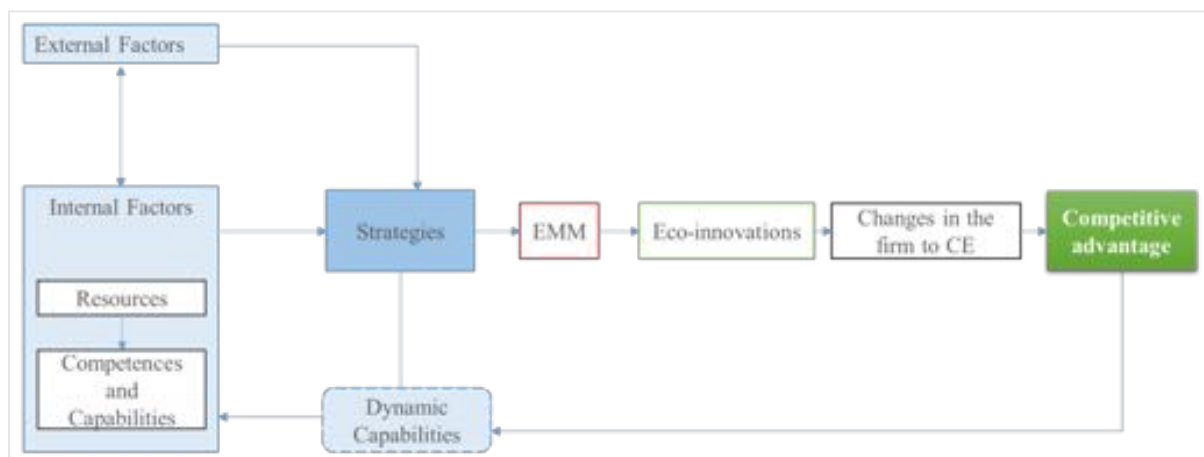 External Factors
Internal Factors
Resources
Competences
and
Capabilities
Strategies
EMM
Eco-innovations
Changes in the
firm to CE
Competitive
advantage
Dynamic
Capabilities